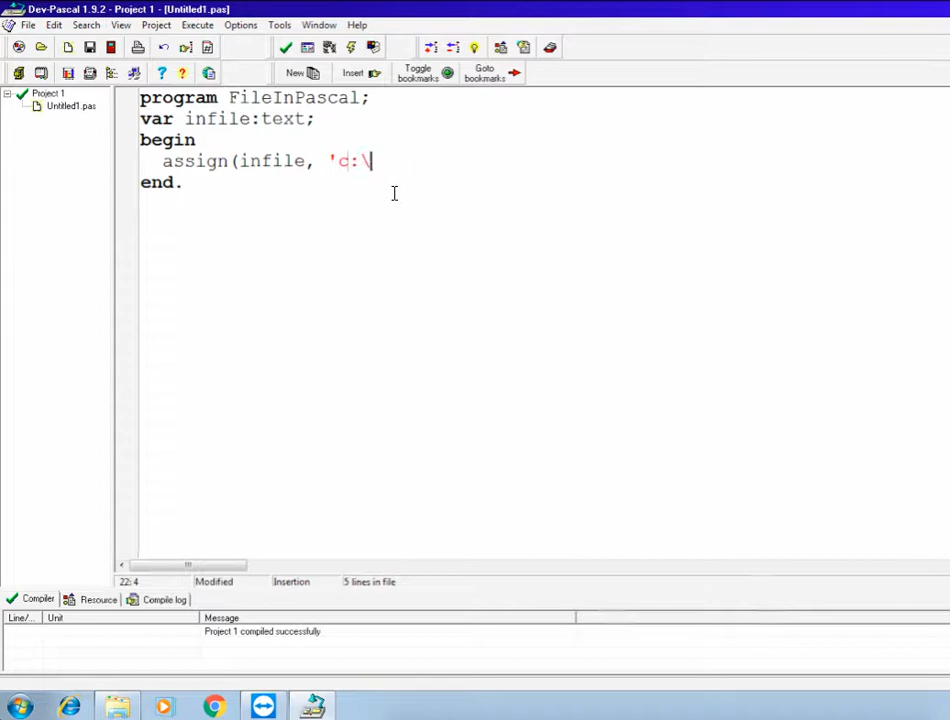 Dev-Pascal 1.9.2 - Project 1 - [Untitled1.pas]
File Edit Search View Project Execute Options Tools Window Help
New Insert Toggle bookmarks Goto bookmarks
Project 1
Untitled1.pas
program FileInPascal;
var infile:text;
begin
assign(infile, 'c:\
end.
22: 4 Modified Insertion 5 lines in file
Compiler Resource Compile log
Line/... Unit Message
Project 1 compiled successfully